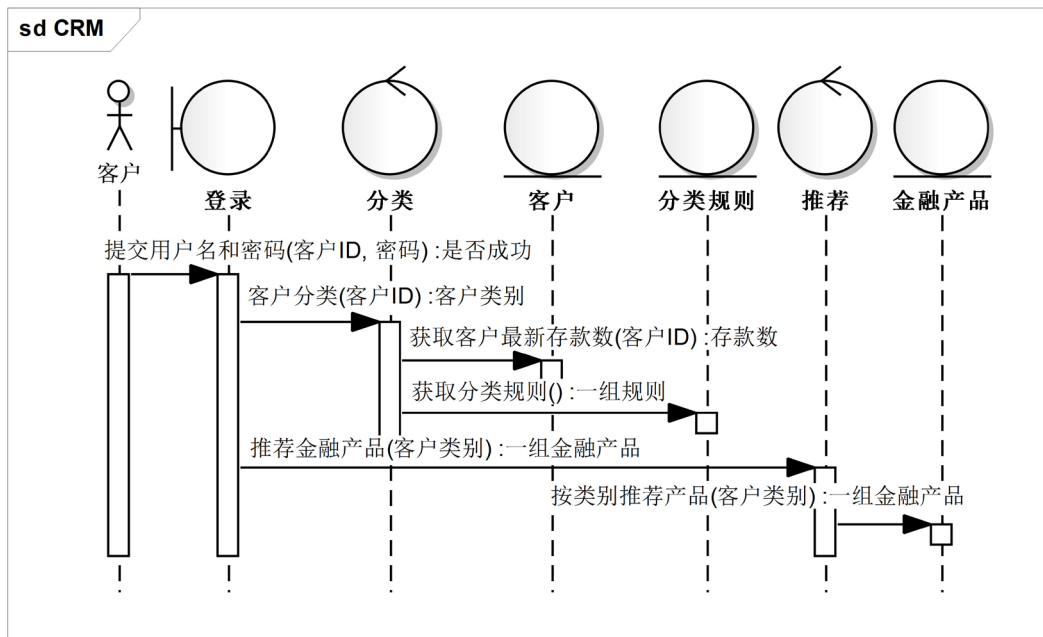 sd CRM
客户
登录
分类
客户
分类规则
推荐
金融产品
提交用户名和密码(客户ID, 密码) :是否成功
客户分类(客户ID) :客户类别
获取客户最新存款数(客户ID) :存款数
获取分类规则() :一组规则
推荐金融产品(客户类别) :一组金融产品
按类别推荐产品(客户类别) :一组金融产品